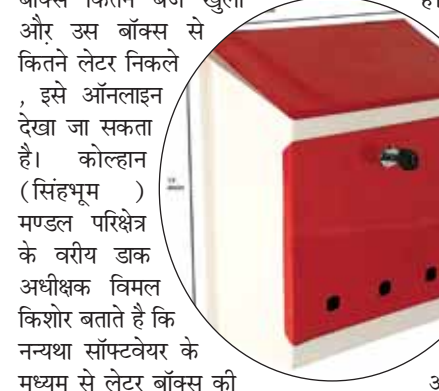 बॉक्स कितने बजे खुला
और उस बॉक्स से
कितने लेटर निकले
, इसे ऑनलाइन
देखा जा सकता
है। कोल्हान
(सिंहभूम )
मण्डल परिक्षेत्र
के वरीय डाक
अधीक्षक विमल
किशोर बताते है कि
नन्यथा सॉफ्टवेयर के
मध्यम से लेटर बॉक्स की